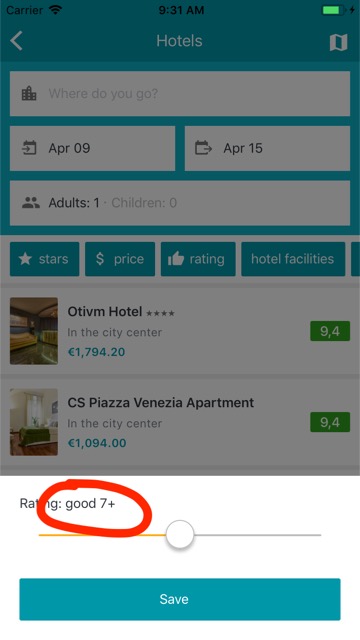 Carrier 9:31 AM
Hotels
Where do you go?
Apr 09 Apr 15
Adults: 1 · Children: 0
stars $ price rating hotel facilities
Otivm Hotel ★★★★
In the city center 9,4
€1,794.20
CS Piazza Venezia Apartment
In the city center 9,4
€1,094.00
Rating: good 7+
Save